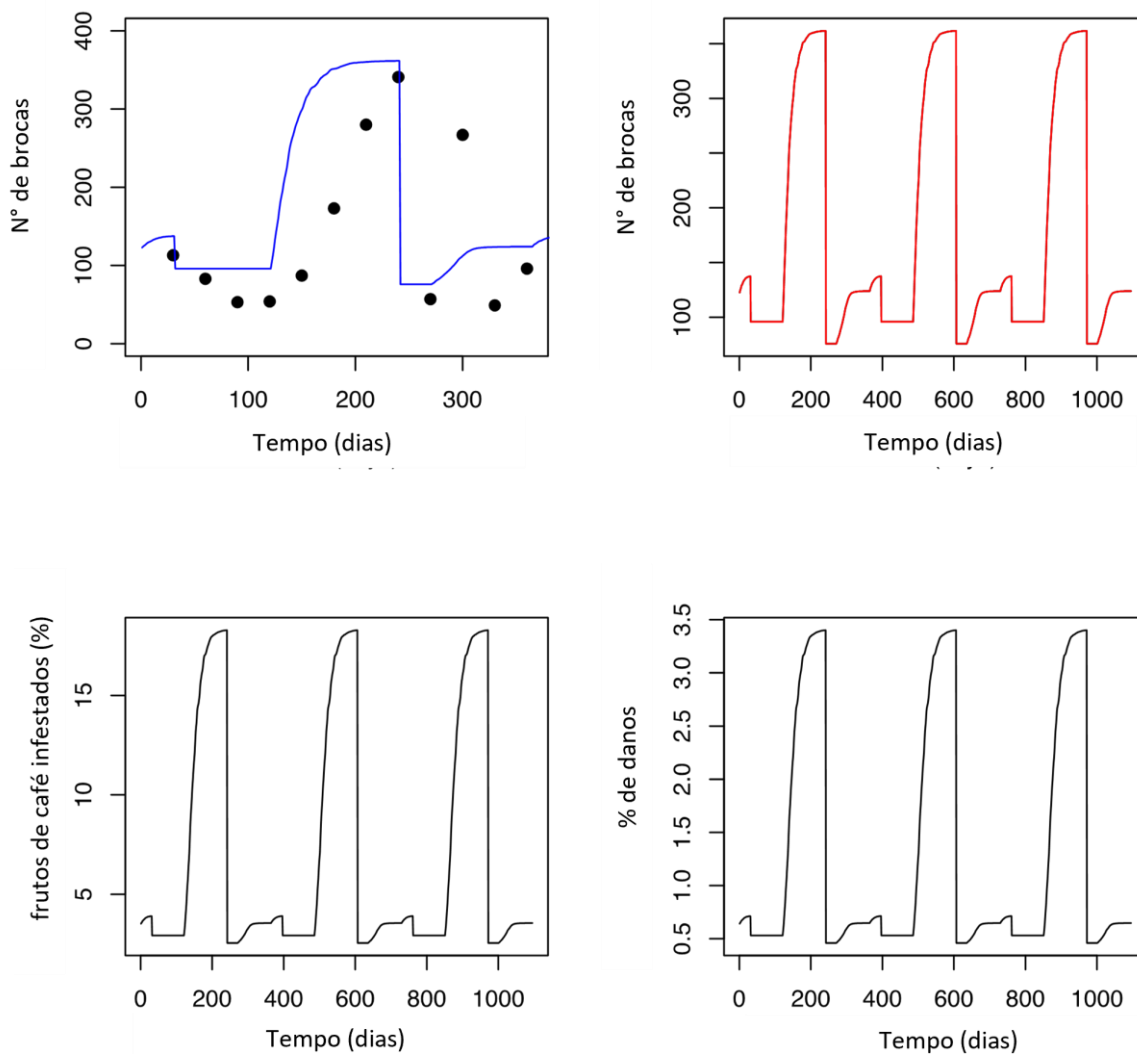 N° de brocas
400
300
200
100
0
0 100 200 300
Tempo (dias)
N° de brocas
300
200
100
0 200 400 600 800 1000
Tempo (dias)
frutos de café infestados (%)
15
10
5
0 200 400 600 800 1000
Tempo (dias)
% de danos
3.5
3.0
2.5
2.0
1.5
1.0
0.5
0 200 400 600 800 1000
Tempo (dias)